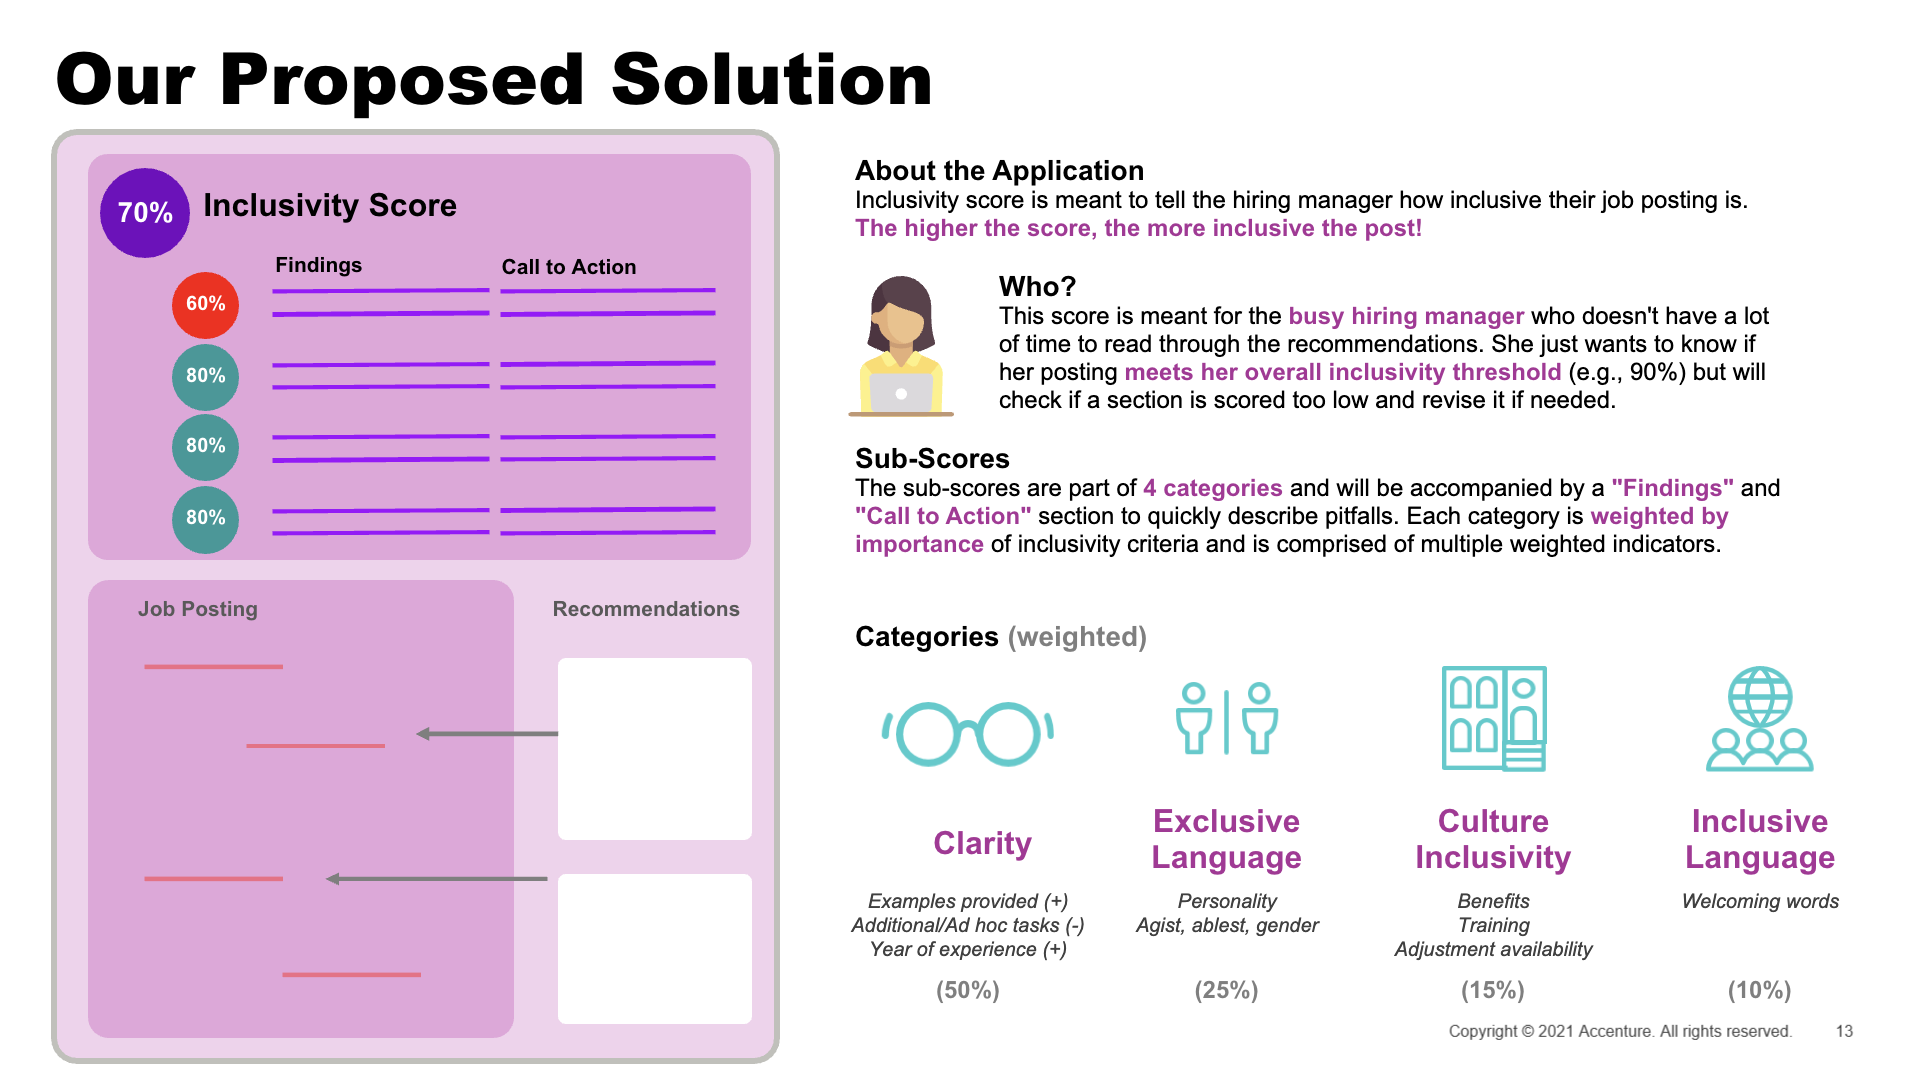 Our Proposed Solution
70%
Inclusivity Score
Findings
Call to Action
60%
80%
80%
80%
Job Posting
Recommendations
About the Application
Inclusivity score is meant to tell the hiring manager how inclusive their job posting is.
The higher the score, the more inclusive the post!
Who?
This score is meant for the busy hiring manager who doesn't have a lot
of time to read through the recommendations. She just wants to know if
her posting meets her overall inclusivity threshold (e.g., 90%) but will
check if a section is scored too low and revise it if needed.
Sub-Scores
The sub-scores are part of 4 categories and will be accompanied by a "Findings" and
"Call to Action" section to quickly describe pitfalls. Each category is weighted by
importance of inclusivity criteria and is comprised of multiple weighted indicators.
Categories (weighted)
Clarity
Examples provided (+)
Additional/Ad hoc tasks (-)
Year of experience (+)
(50%)
Exclusive
Language
Personality
Agist, ablest, gender
(25%)
Culture
Inclusivity
Benefits
Training
Adjustment availability
(15%)
Inclusive
Language
Welcoming words
(10%)
Copyright © 2021 Accenture. All rights reserved.
13